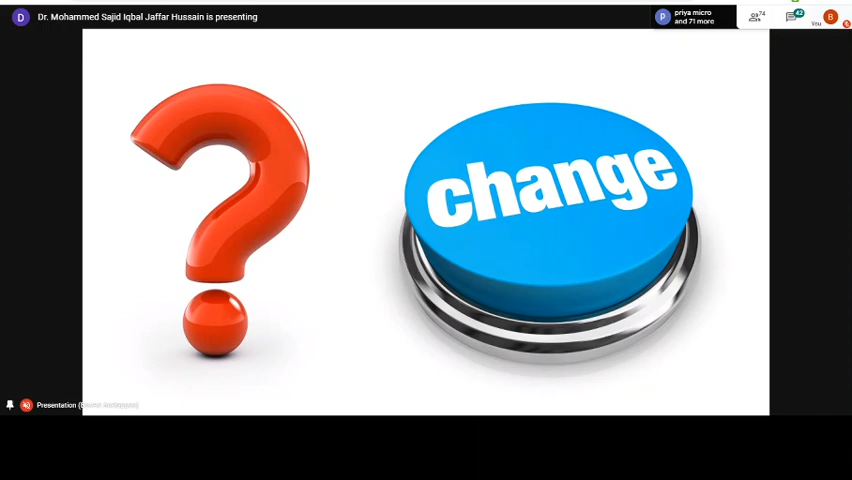 D
Dr. Mohammed Sajid Iqbal Jaffar Hussain is presenting
P
priya micro
and 71 more
74
42
You
B
?
change
Presentation